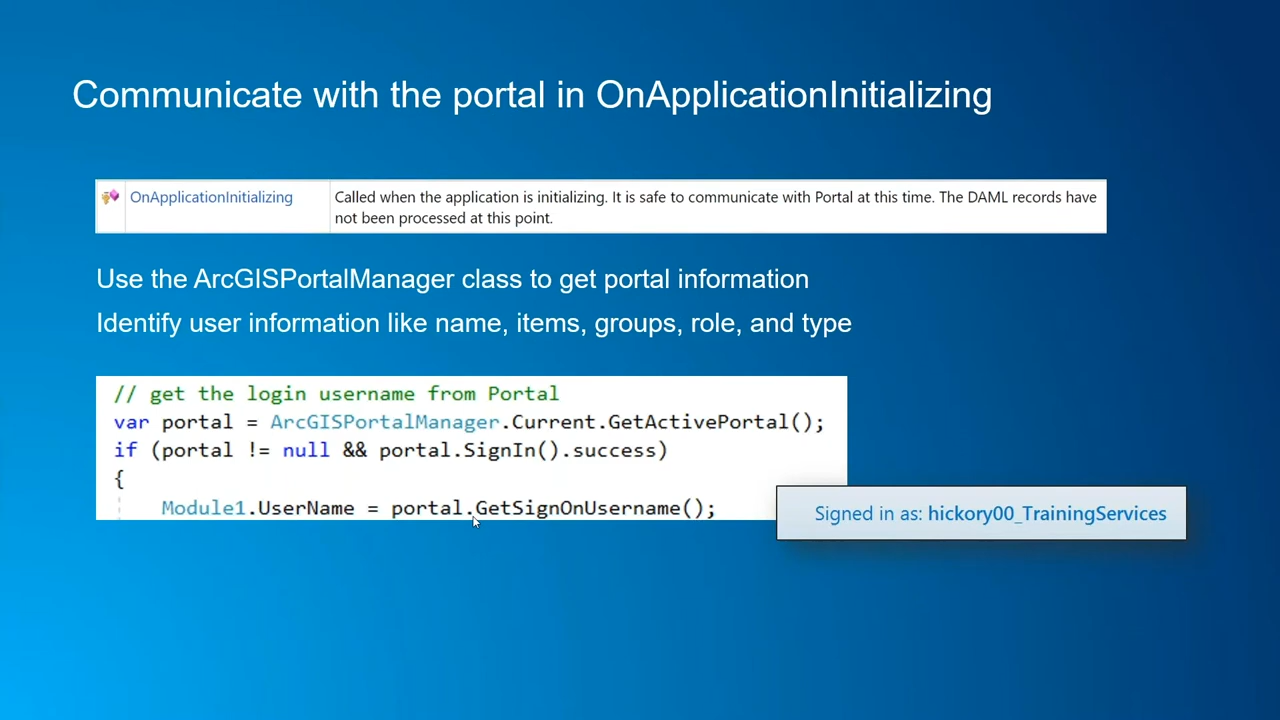 Communicate with the portal in OnApplicationInitializing
OnApplicationInitializing
Called when the application is initializing. It is safe to communicate with Portal at this time. The DAML records have
not been processed at this point.
Use the ArcGISPortalManager class to get portal information
Identify user information like name, items, groups, role, and type
// get the login username from Portal
var portal = ArcGISPortalManager.Current.GetActivePortal();
if (portal != null && portal.SignIn().success)
{
Module1.UserName = portal.GetSignOnUsername();
Signed in as: hickory00_TrainingServices